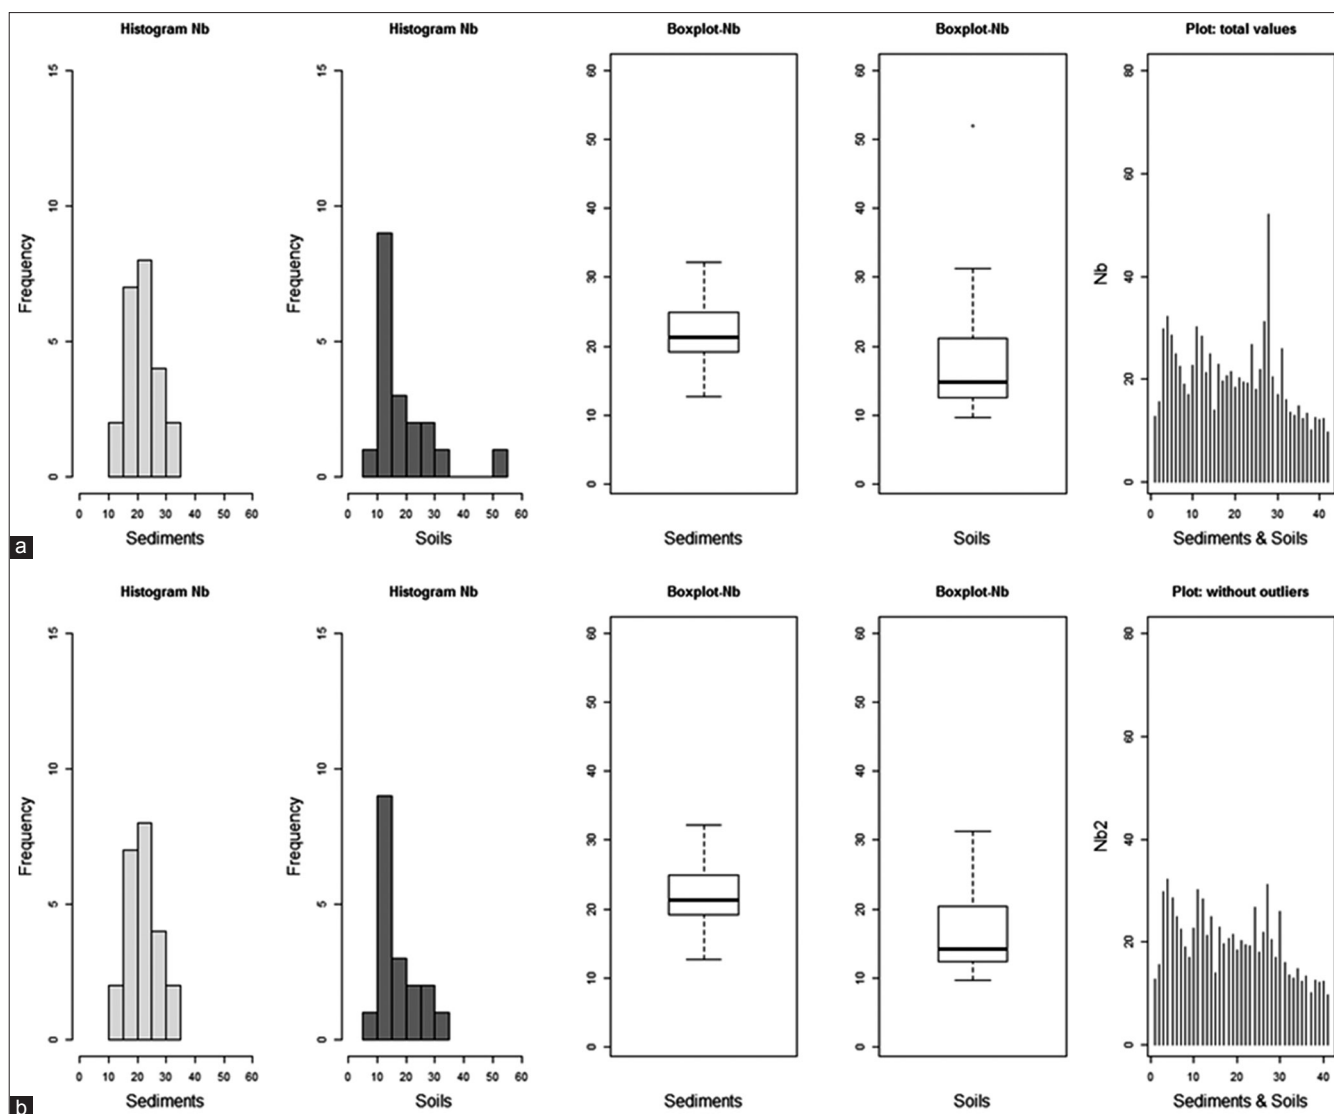 Histogram Nb Histogram Nb Boxplot-Nb Boxplot-Nb Plot: total values
Frequency
0 5 10 15
0 10 20 30 40 50 60
Sediments
Frequency
0 5 10 15
0 10 20 30 40 50 60
Soils
0 10 20 30 40 50 60
Sediments
0 10 20 30 40 50 60
Soils
Nb
0 20 40 60 80
0 10 20 30 40
Sediments & Soils
a
Histogram Nb Histogram Nb Boxplot-Nb Boxplot-Nb Plot: without outliers
Frequency
0 5 10 15
0 10 20 30 40 50 60
Sediments
Frequency
0 5 10 15
0 10 20 30 40 50 60
Soils
0 10 20 30 40 50 60
Sediments
0 10 20 30 40 50 60
Soils
Nb2
0 20 40 60 80
0 10 20 30 40
Sediments & Soils
b